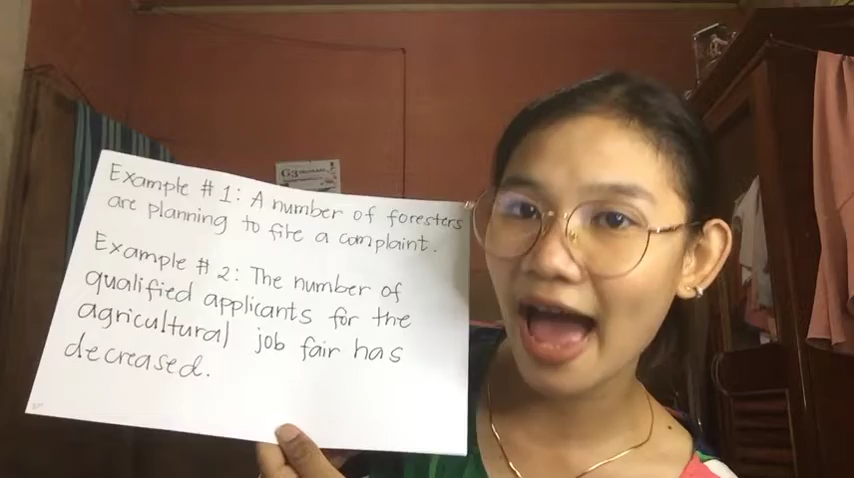 Example # 1: A number of foresters
are planning to file a complaint.
Example # 2: The number of
qualified applicants for the
agricultural job fair has
decreased.
G3